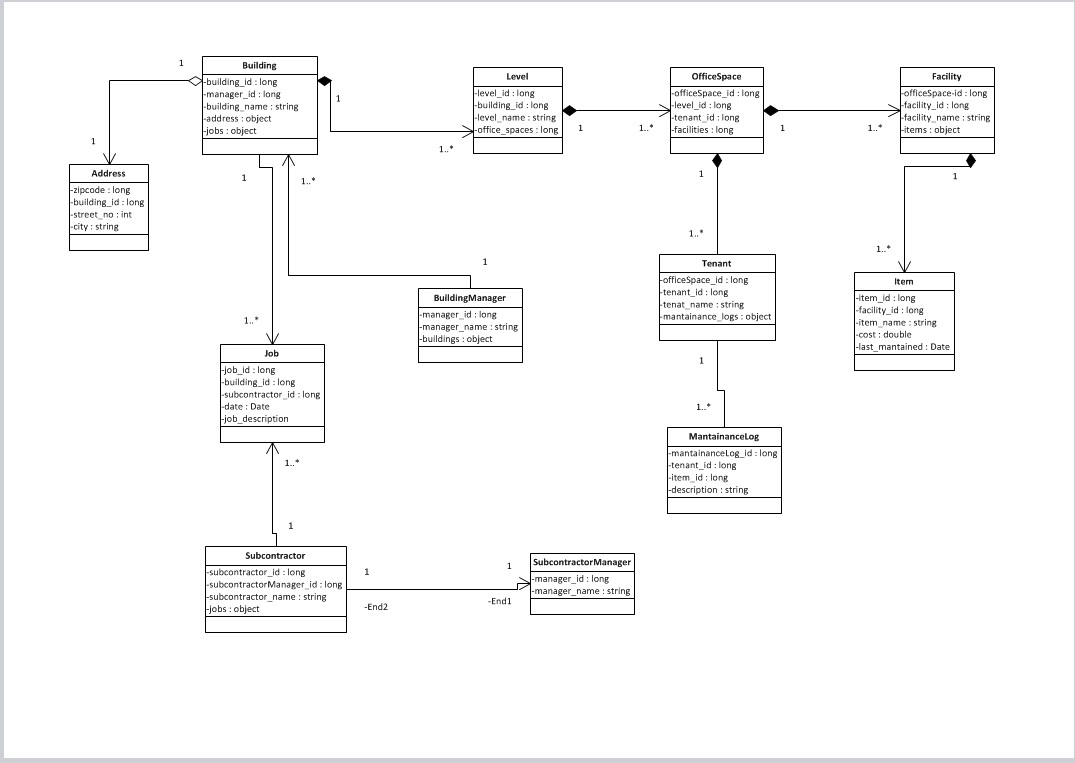 1
Building
-building_id : long
-manager_id : long
-building_name : string
-address : object
-jobs : object
1
1..*
Level
-level_id : long
-building_id : long
-level_name : string
-office_spaces : long
1
1..*
OfficeSpace
-officeSpace_id : long
-level_id : long
-tenant_id : long
-facilities : long
1
1..*
Facility
-officeSpace-id : long
-facility_id : long
-facility_name : string
-items : object
1
Address
-zipcode : long
-building_id : long
-street_no : int
-city : string
1
1..*
1
1
1..*
1
1..*
Tenant
-officeSpace_id : long
-tenant_id : long
-tenat_name : string
-mantainance_logs : object
Item
-item_id : long
-facility_id : long
-item_name : string
-cost : double
-last_mantained : Date
BuildingManager
-manager_id : long
-manager_name : string
-buildings : object
1..*
Job
-job_id : long
-building_id : long
-subcontractor_id : long
-date : Date
-job_description
1
1..*
MantainanceLog
-mantainanceLog_id : long
-tenant_id : long
-item_id : long
-description : string
1..*
1
Subcontractor
-subcontractor_id : long
-subcontractorManager_id : long
-subcontractor_name : string
-jobs : object
1
-End2
1
-End1
SubcontractorManager
-manager_id : long
-manager_name : string